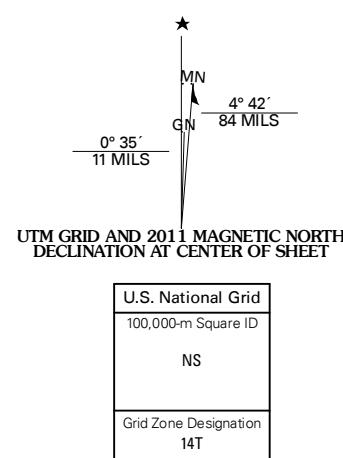 ★
MN
GN
4° 42´
84 MILS
0° 35´
11 MILS
UTM GRID AND 2011 MAGNETIC NORTH
DECLINATION AT CENTER OF SHEET
U.S. National Grid
100,000-m Square ID
NS
Grid Zone Designation
14T